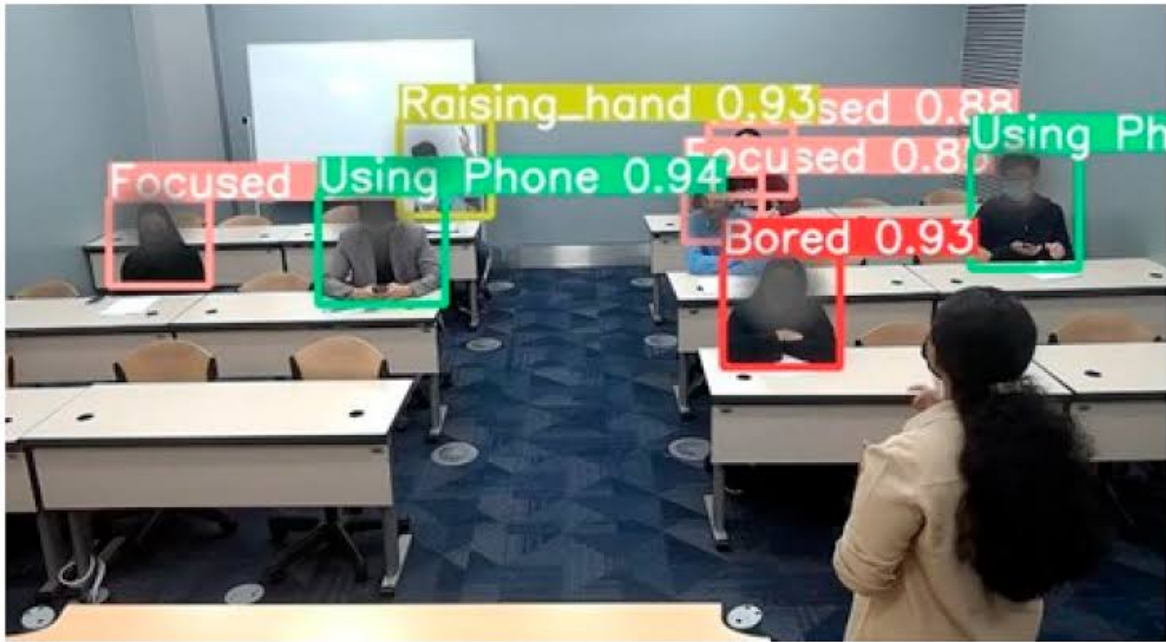 Raising_hand 0.93
sed 0.88
Using Ph
Focused 0.8
Focused
Using Phone 0.94
Bored 0.93